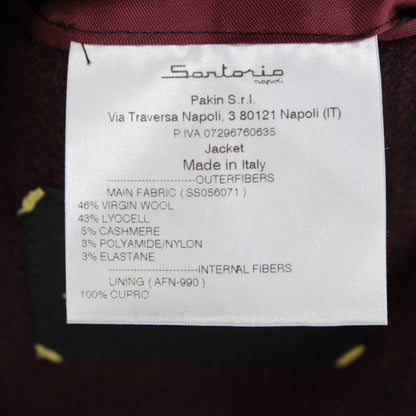 Sartorio
napoli
Pakin S.r.l.
Via Traversa Napoli, 3 80121 Napoli (IT)
P.IVA 07296760635
Jacket
Made in Italy
--------------------OUTERFIBERS
MAIN FABRIC ( SS056071 )
46% VIRGIN WOOL
43% LYOCELL
5% CASHMERE
3% POLYAMIDE/NYLON
3% ELASTANE
--------------------INTERNAL FIBERS
LINING ( AFN-990 )
100% CUPRO